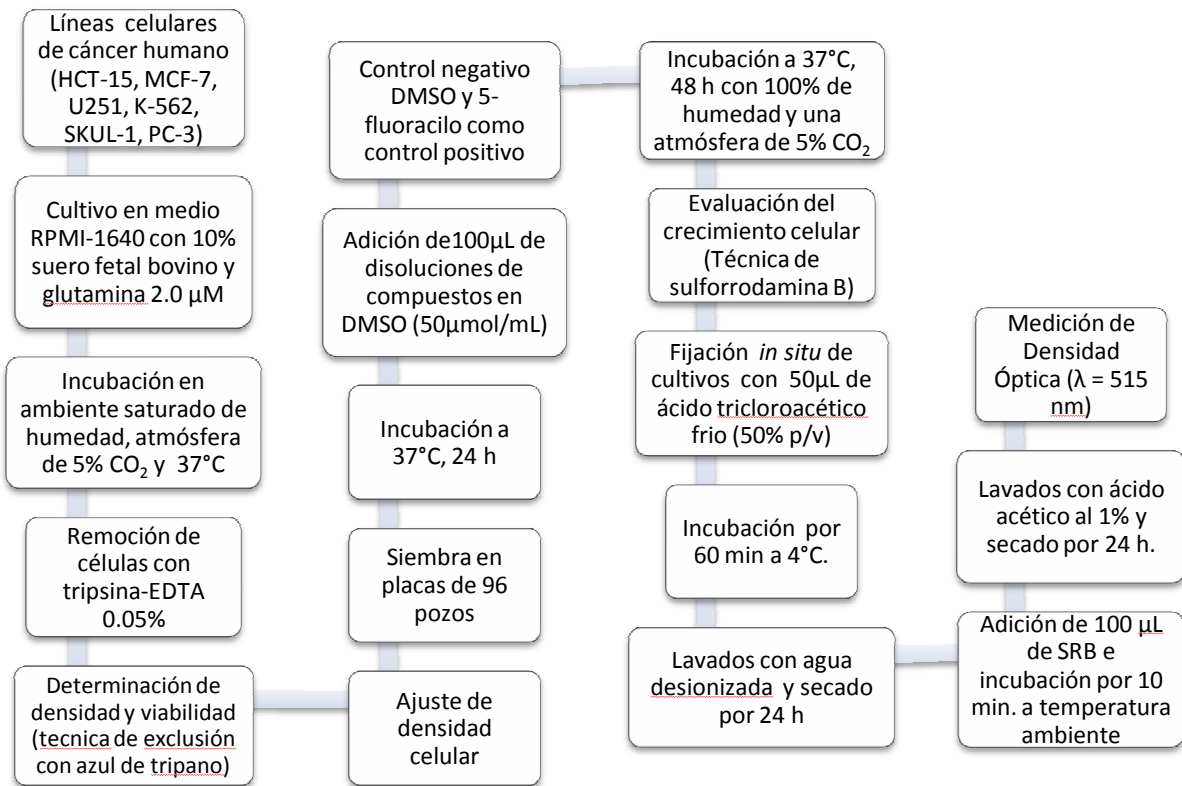 Líneas celulares
de cáncer humano
(HCT-15, MCF-7,
U251, K-562,
SKUL-1, PC-3)
Cultivo en medio
RPMI-1640 con 10%
suero fetal bovino y
glutamina 2.0 µM
Incubación en
ambiente saturado de
humedad, atmósfera
de 5% CO₂ y 37°C
Remoción de
células con
tripsina-EDTA
0.05%
Determinación de
densidad y viabilidad
(tecnica de exclusión
con azul de tripano)
Ajuste de
densidad
celular
Siembra en
placas de 96
pozos
Incubación a
37°C, 24 h
Adición de100µL de
disoluciones de
compuestos en
DMSO (50µmol/mL)
Control negativo
DMSO y 5-
fluoracilo como
control positivo
Incubación a 37°C,
48 h con 100% de
humedad y una
atmósfera de 5% CO₂
Evaluación del
crecimiento celular
(Técnica de
sulforrodamina B)
Fijación in situ de
cultivos con 50µL de
ácido tricloroacético
frio (50% p/v)
Incubación por
60 min a 4°C.
Lavados con agua
desionizada y secado
por 24 h
Adición de 100 µL
de SRB e
incubación por 10
min. a temperatura
ambiente
Lavados con ácido
acético al 1% y
secado por 24 h.
Medición de
Densidad
Óptica (λ = 515
nm)